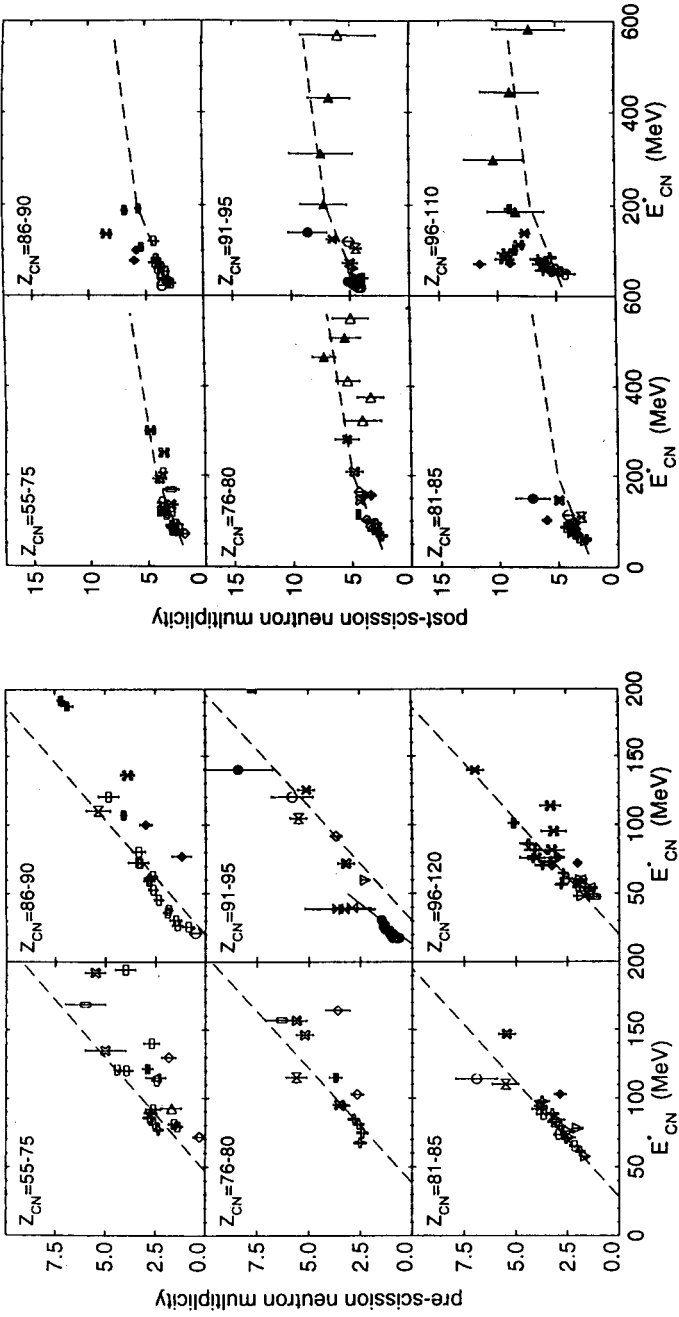 pre-scission neutron multiplicity
Z_CN=55-75
Z_CN=86-90
7.5
5.0
2.5
0.0
Z_CN=76-80
Z_CN=91-95
7.5
5.0
2.5
0.0
Z_CN=81-85
Z_CN=96-120
7.5
5.0
2.5
0.0
0 50 100 150 200 50 100 150 200
E*_CN (MeV)
E*_CN (MeV)
post-scission neutron multiplicity
Z_CN=55-75
Z_CN=86-90
15
10
5
0
Z_CN=76-80
Z_CN=91-95
15
10
5
0
Z_CN=81-85
Z_CN=96-110
15
10
5
0
0 200 400 600 200 400 600
E*_CN (MeV)
E*_CN (MeV)